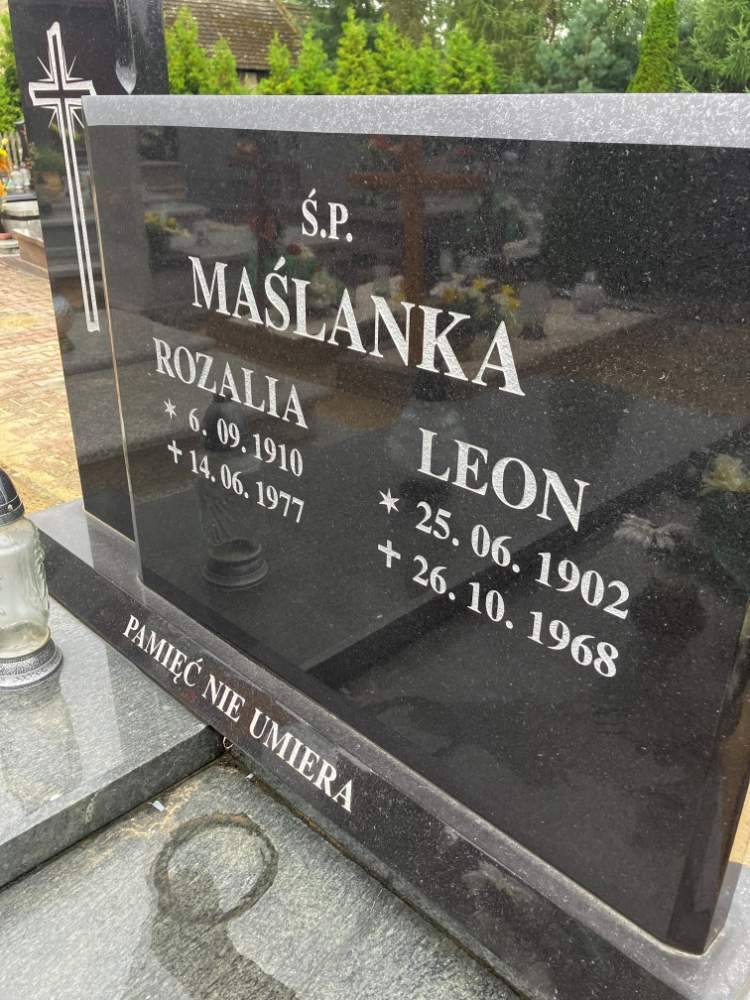 Ś.P.
MAŚLANKA
ROZALIA
* 6. 09. 1910
+ 14. 06. 1977
LEON
* 25. 06. 1902
+ 26. 10. 1968
PAMIĘĆ NIE UMIERA